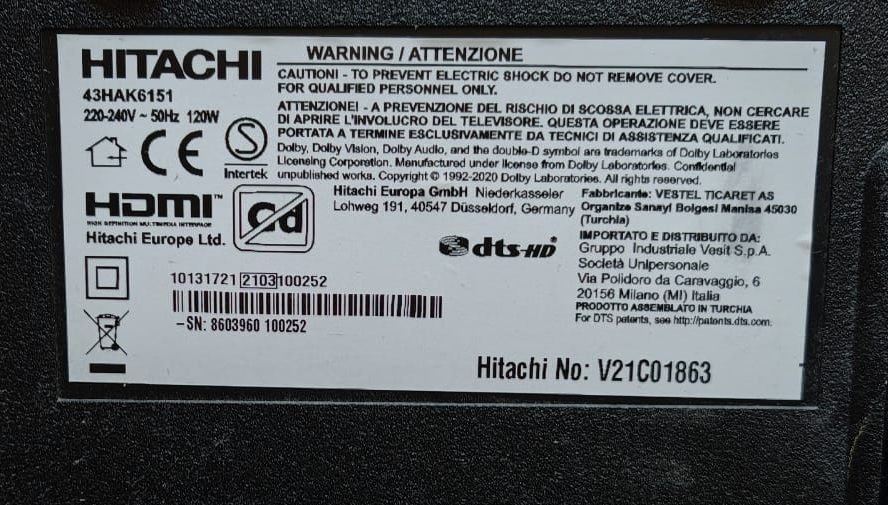 HITACHI
43HAK6151
220-240V ~ 50Hz 120W
WARNING / ATTENZIONE
CAUTION! - TO PREVENT ELECTRIC SHOCK DO NOT REMOVE COVER.
FOR QUALIFIED PERSONNEL ONLY.
ATTENZIONE! - A PREVENZIONE DEL RISCHIO DI SCOSSA ELETTRICA, NON CERCARE
DI APRIRE L'INVOLUCRO DEL TELEVISORE. QUESTA OPERAZIONE DEVE ESSERE
PORTATA A TERMINE ESCLUSIVAMENTE DA TECNICI DI ASSISTENZA QUALIFICATI.
Dolby, Dolby Vision, Dolby Audio, and the double-D symbol are trademarks of Dolby Laboratories
Licensing Corporation. Manufactured under license from Dolby Laboratories. Confidential
unpublished works. Copyright © 1992-2020 Dolby Laboratories. All rights reserved.
CE
S
Intertek
HDMI™
HIGH DEFINITION MULTIMEDIA INTERFACE
Hitachi Europe Ltd.
Cd
Hitachi Europa GmbH Niederkasseler
Lohweg 191, 40547 Düsseldorf, Germany
dts-HD®
Fabbricante: VESTEL TICARET AS
Organize Sanayi Bolgesi Manisa 45030
(Turchia)
IMPORTATO E DISTRIBUITO DA:
Gruppo Industriale Vesit S.p.A.
Società Unipersonale
Via Polidoro da Caravaggio, 6
20156 Milano (MI) Italia
PRODOTTO ASSEMBLATO IN TURCHIA
For DTS patents, see http://patents.dts.com.
10131721 2103 100252
-SN: 8603960 100252
Hitachi No: V21C01863